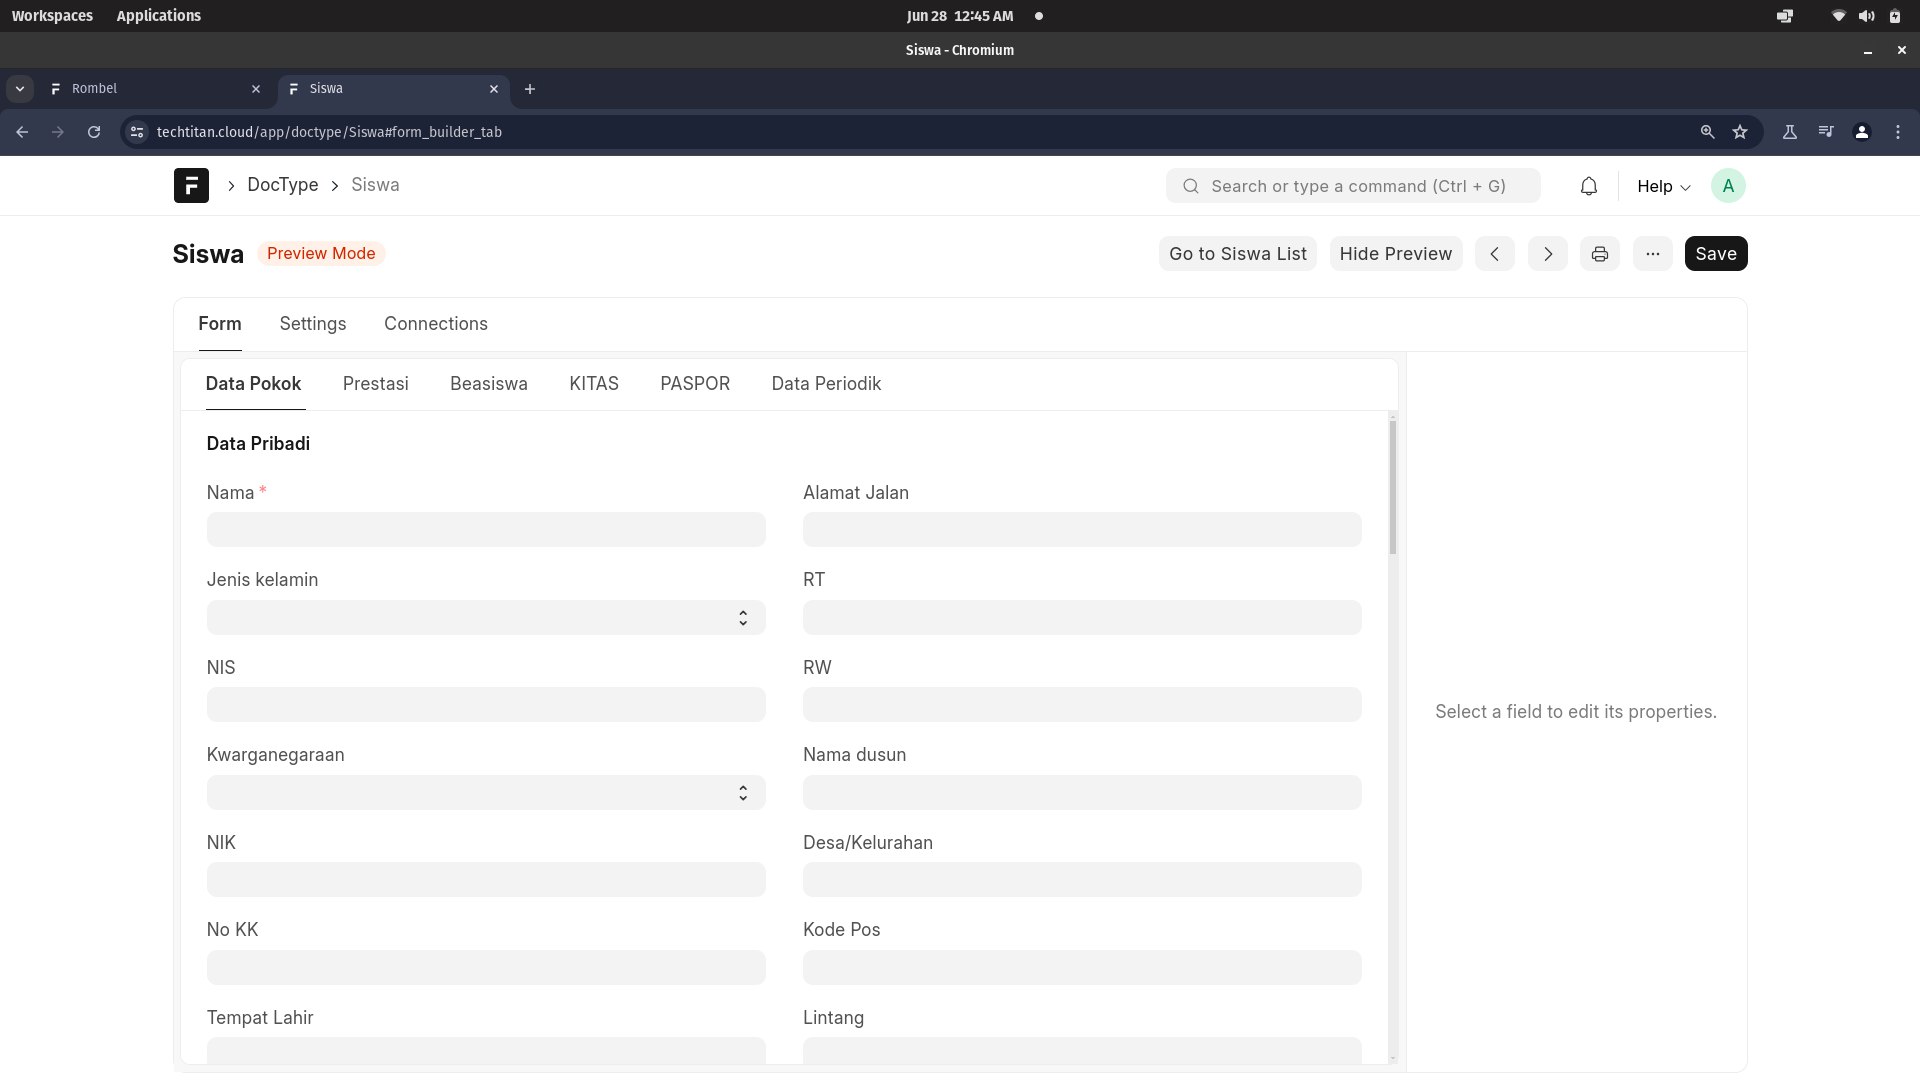 Workspaces Applications Jun 28 12:45 AM
Siswa - Chromium
Rombel Siswa
techtitan.cloud/app/doctype/Siswa#form_builder_tab
DocType Siswa Search or type a command (Ctrl + G) Help A
Siswa Preview Mode Go to Siswa List Hide Preview ... Save
Form Settings Connections
Data Pokok Prestasi Beasiswa KITAS PASPOR Data Periodik
Data Pribadi
Nama * Alamat Jalan
Jenis kelamin RT
NIS RW
Select a field to edit its properties.
Kwarganegaraan Nama dusun
NIK Desa/Kelurahan
No KK Kode Pos
Tempat Lahir Lintang